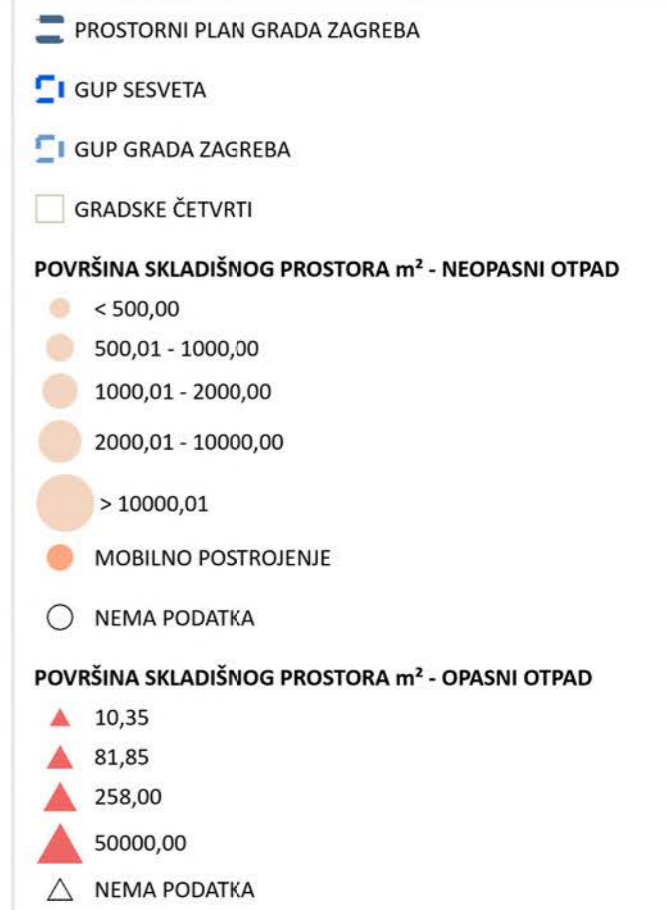 PROSTORNI PLAN GRADA ZAGREBA
GUP SESVETA
GUP GRADA ZAGREBA
GRADSKE ČETVRTI
POVRŠINA SKLADIŠNOG PROSTORA m² - NEOPASNI OTPAD
< 500,00
500,01 - 1000,00
1000,01 - 2000,00
2000,01 - 10000,00
> 10000,01
MOBILNO POSTROJENJE
NEMA PODATKA
POVRŠINA SKLADIŠNOG PROSTORA m² - OPASNI OTPAD
10,35
81,85
258,00
50000,00
NEMA PODATKA